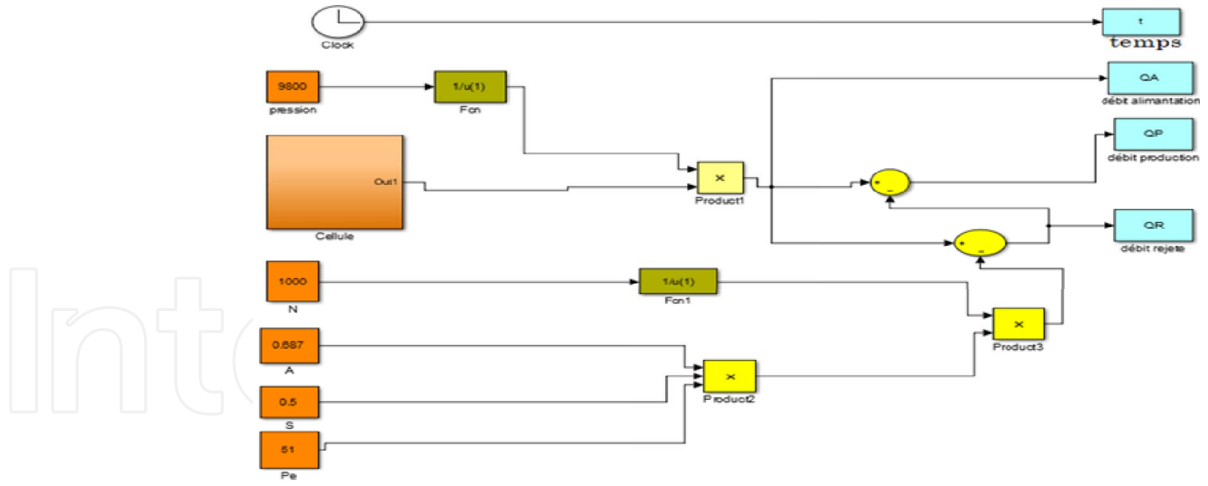 Clock
t
temps
9800
pression
1/u(1)
Fcn
QA
débit alimantation
QP
débit production
Out1
Cellule
×
Product1
+
-
QR
débit rejete
+
-
1000
N
1/u(1)
Fcn1
×
Product3
0.687
A
×
Product2
0.5
S
51
Pe
Int